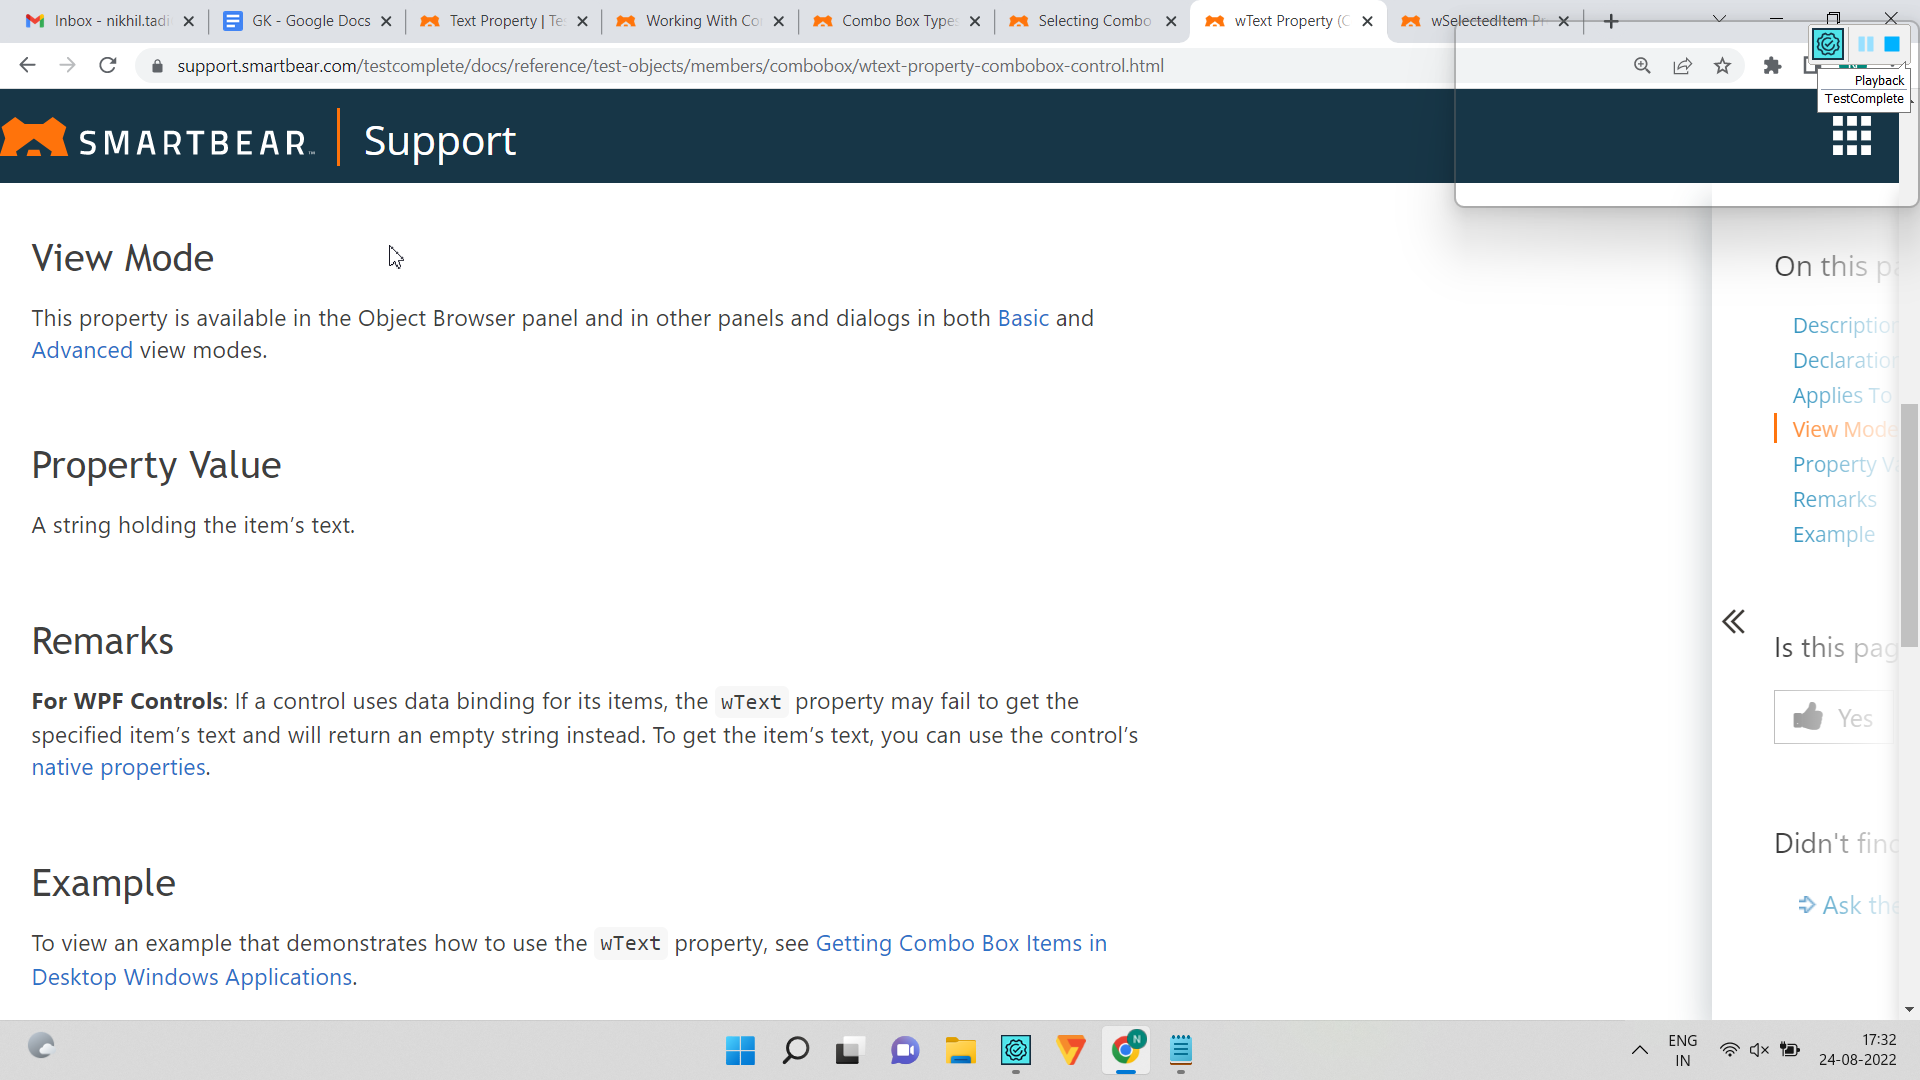 Inbox - nikhil.tadi
GK - Google Docs
Text Property | Te
Working With Co
Combo Box Type
Selecting Combo
wText Property (C
wSelectedItem Pr
support.smartbear.com/testcomplete/docs/reference/test-objects/members/combobox/wtext-property-combobox-control.html
Playback
TestComplete
SMARTBEAR
Support
View Mode
This property is available in the Object Browser panel and in other panels and dialogs in both Basic and
Advanced view modes.
Property Value
A string holding the item’s text.
Remarks
For WPF Controls: If a control uses data binding for its items, the wText property may fail to get the
specified item’s text and will return an empty string instead. To get the item’s text, you can use the control’s
native properties.
Example
To view an example that demonstrates how to use the wText property, see Getting Combo Box Items in
Desktop Windows Applications.
On this pa
Description
Declaration
Applies To
View Mode
Property Va
Remarks
Example
Is this pag
Yes
Didn't find
Ask the
N
ENG
IN
17:32
24-08-2022